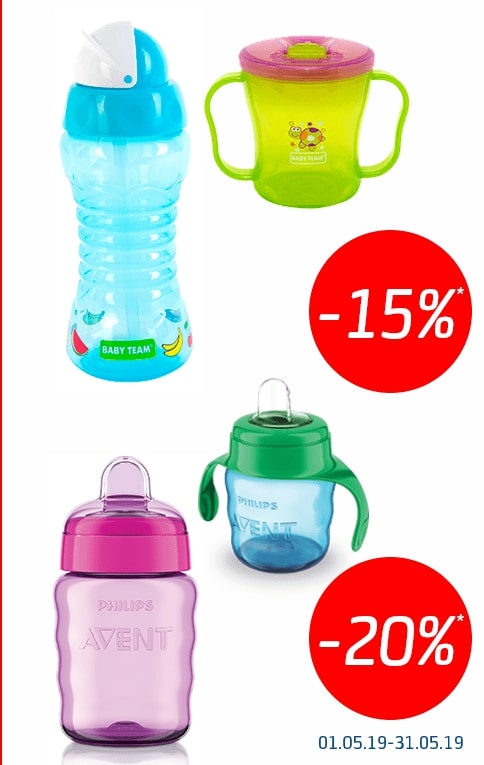 BABY TEAM
-15%*
BABY TEAM
PHILIPS
AVENT
PHILIPS
AVENT
-20%*
01.05.19-31.05.19